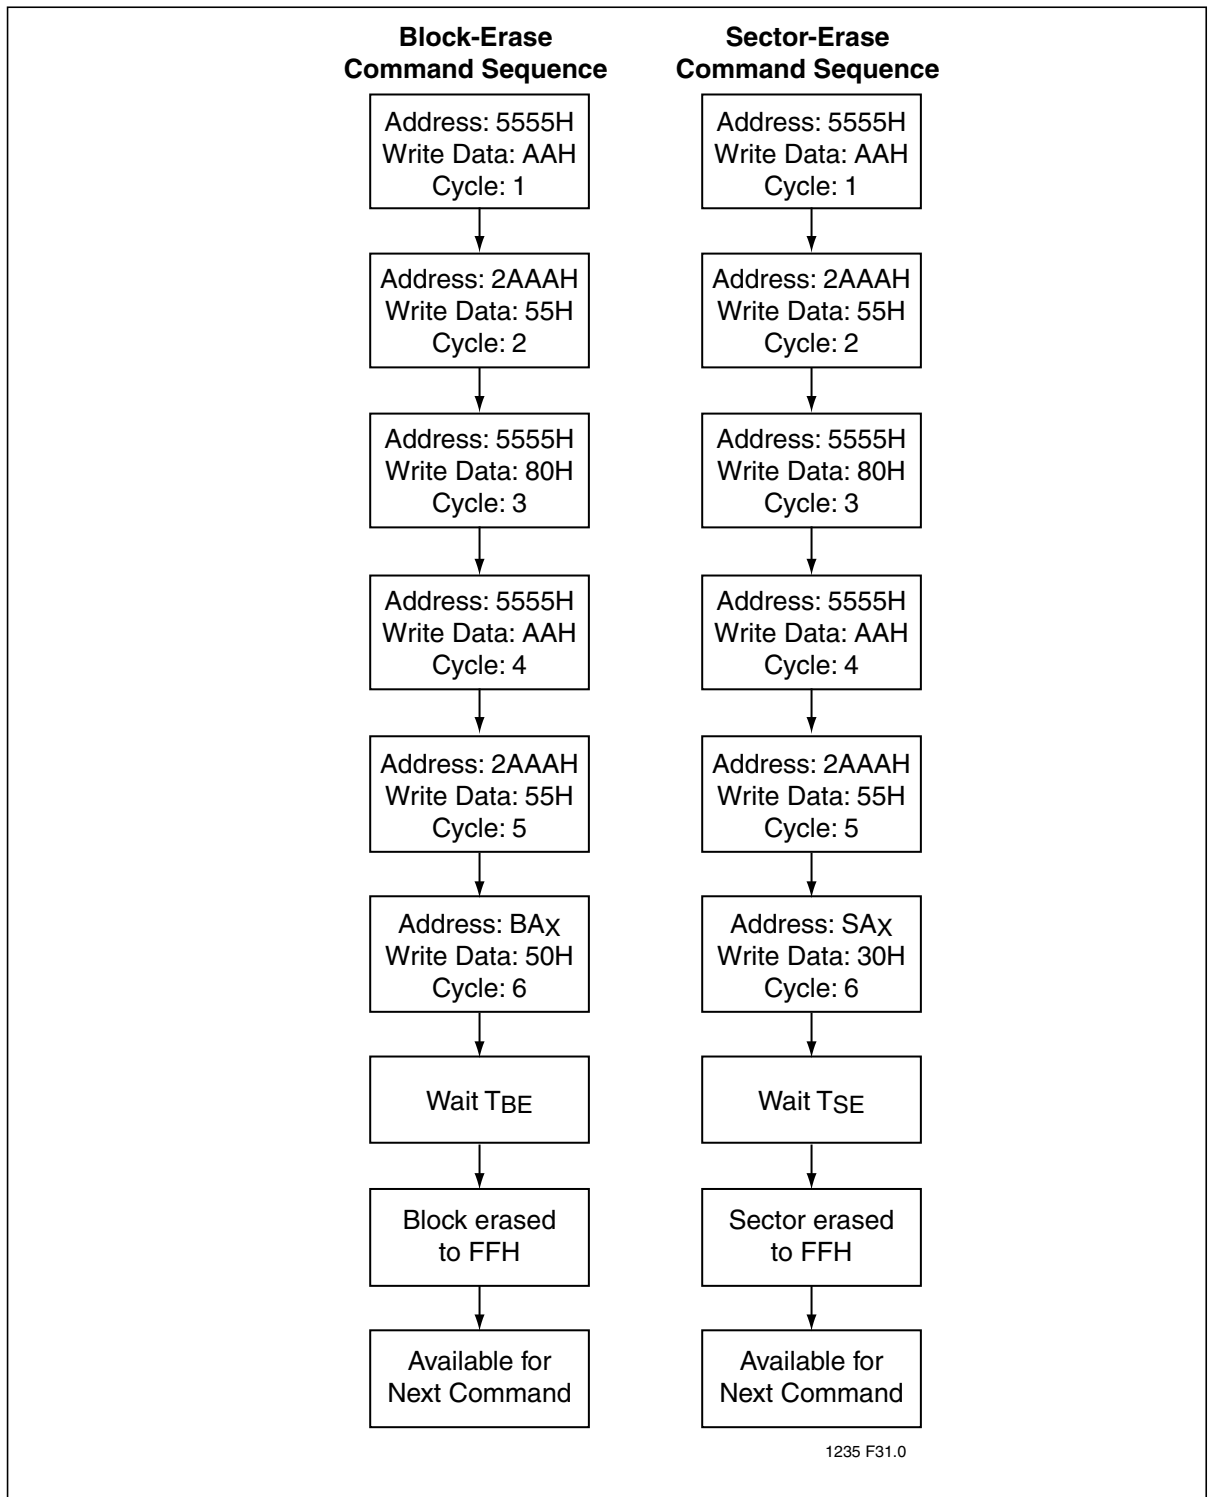 Block-Erase
Command Sequence
Address: 5555H
Write Data: AAH
Cycle: 1
Address: 2AAAH
Write Data: 55H
Cycle: 2
Address: 5555H
Write Data: 80H
Cycle: 3
Address: 5555H
Write Data: AAH
Cycle: 4
Address: 2AAAH
Write Data: 55H
Cycle: 5
Address: BAX
Write Data: 50H
Cycle: 6
Wait TBE
Block erased
to FFH
Available for
Next Command
Sector-Erase
Command Sequence
Address: 5555H
Write Data: AAH
Cycle: 1
Address: 2AAAH
Write Data: 55H
Cycle: 2
Address: 5555H
Write Data: 80H
Cycle: 3
Address: 5555H
Write Data: AAH
Cycle: 4
Address: 2AAAH
Write Data: 55H
Cycle: 5
Address: SAX
Write Data: 30H
Cycle: 6
Wait TSE
Sector erased
to FFH
Available for
Next Command
1235 F31.0